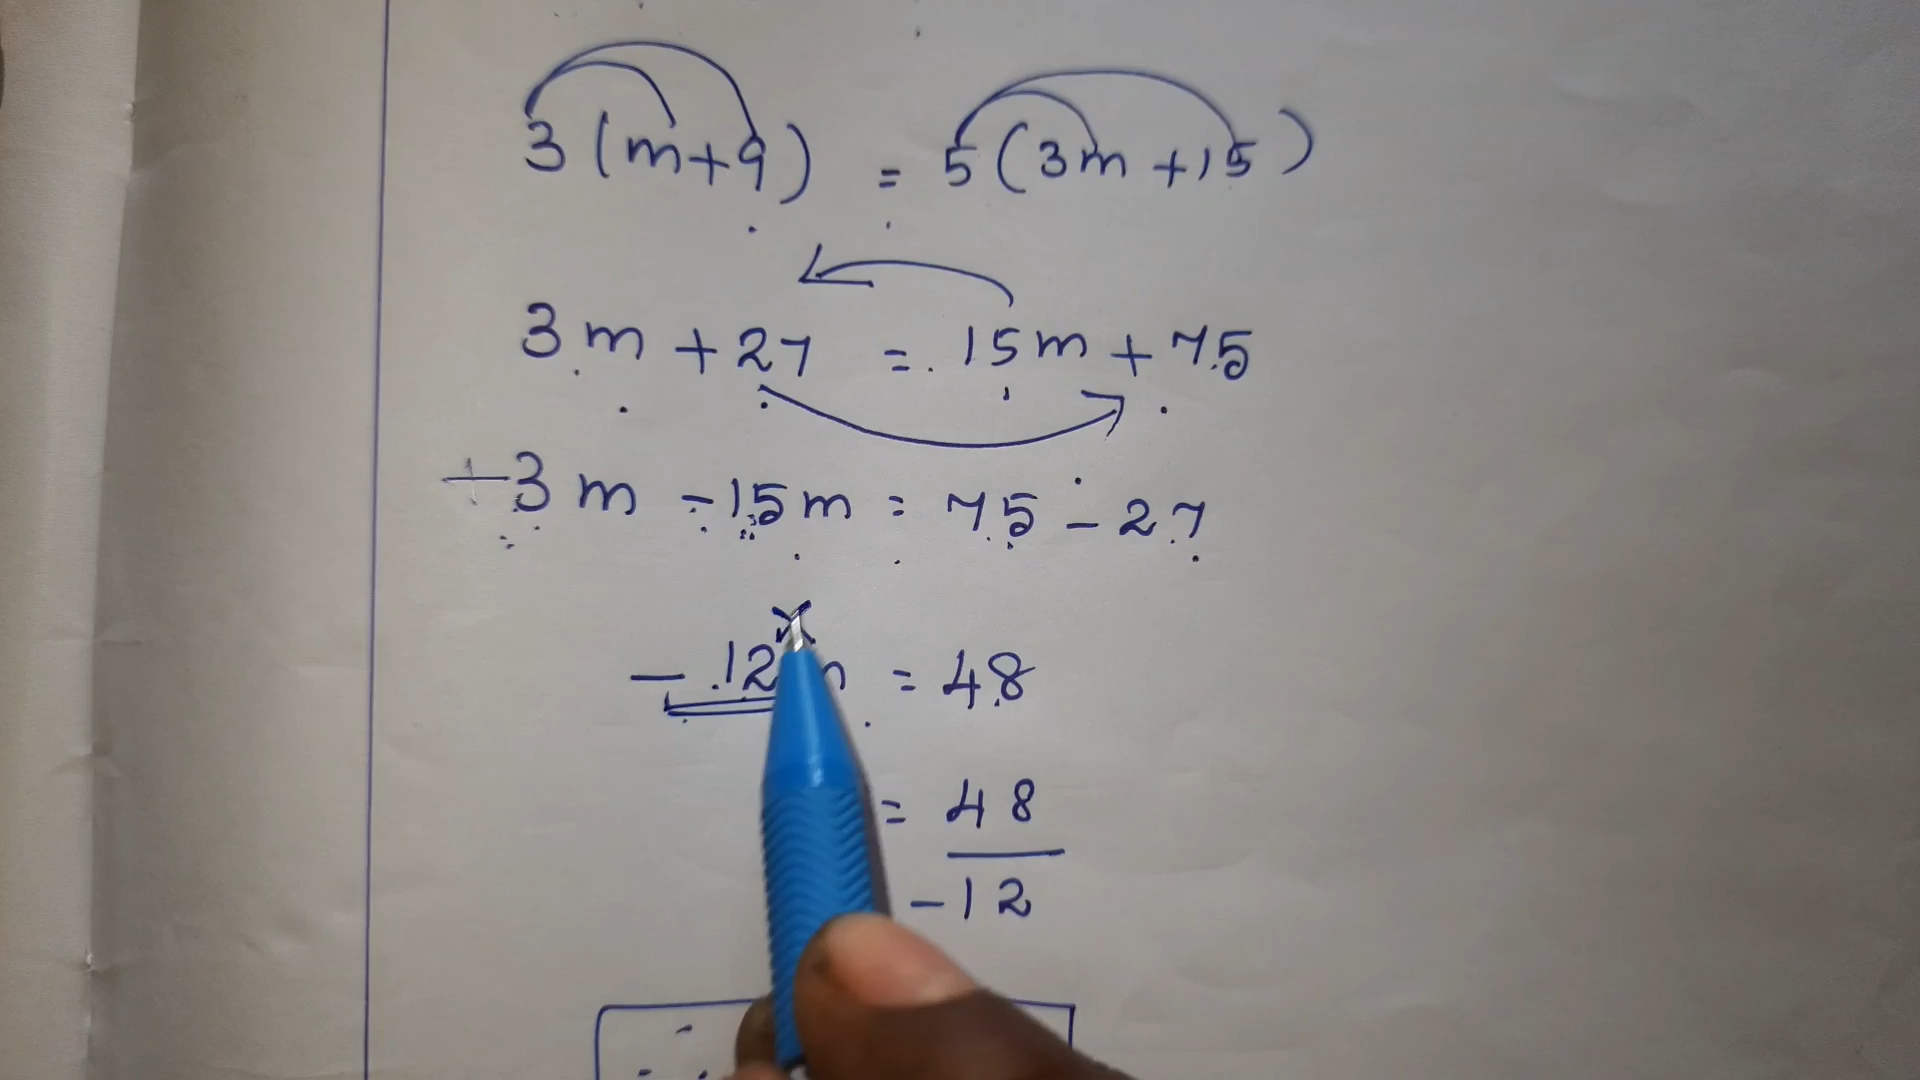 3(m+9) = 5(3m+15)
3m+27 = 15m+75
+3m -15m = 75-27
-12 = 48
= 48
-12